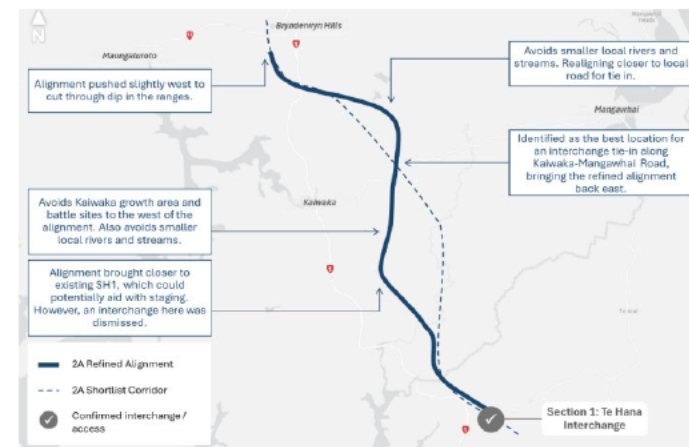 N
Brynderwyn Hills
Maungaturoto
Avoids smaller local rivers and
streams. Realigning closer to local
road for tie in.
Alignment pushed slightly west to
cut through dip in the ranges.
Mangawhai
Heads
Mangawhai
Identified as the best location for
an interchange tie-in along
Kaiwaka-Mangawhai Road,
bringing the refined alignment
back east.
Avoids Kaiwaka growth area and
battle sites to the west of the
alignment. Also avoids smaller
local rivers and streams.
Kaiwaka
Alignment brought closer to
existing SH1, which could
potentially aid with staging.
However, an interchange here was
dismissed.
Te Arai
2A Refined Alignment
2A Shortlist Corridor
Confirmed interchange /
access
Section 1: Te Hana
Interchange